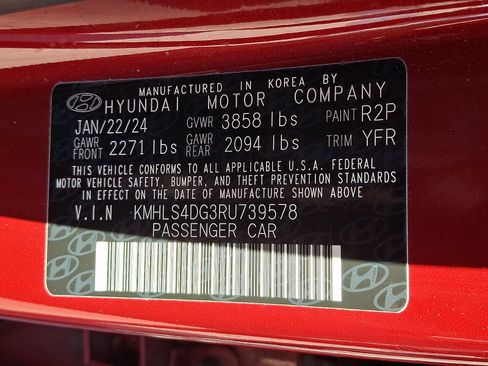 MANUFACTURED IN KOREA BY
HYUNDAI MOTOR COMPANY
JAN/22/24 GVWR 3858 lbs PAINT R2P
GAWR FRONT 2271 lbs GAWR REAR 2094 lbs TRIM YFR
THIS VEHICLE CONFORMS TO ALL APPLICABLE U.S.A. FEDERAL
MOTOR VEHICLE SAFETY, BUMPER, AND THEFT PREVENTION STANDARDS
IN EFFECT ON THE DATE OF MANUFACTURE SHOWN ABOVE.
V.I.N KMHLS4DG3RU739578
PASSENGER CAR